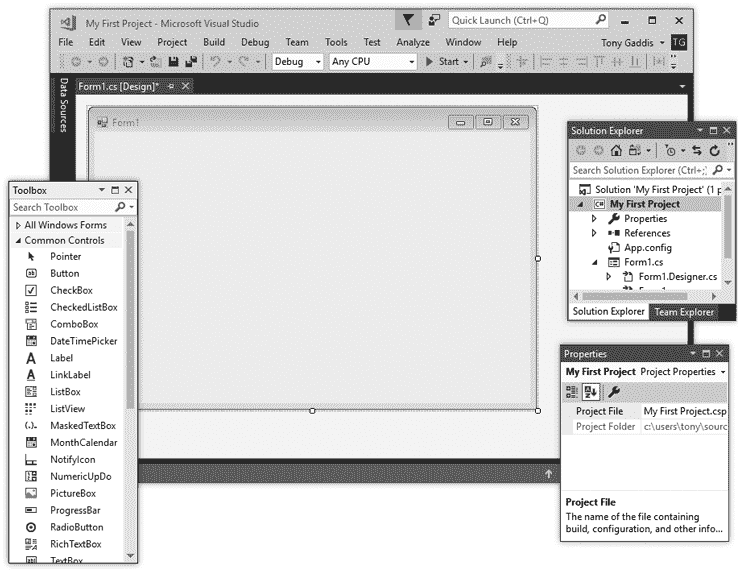 My First Project - Microsoft Visual Studio
Quick Launch (Ctrl+Q)
File Edit View Project Build Debug Team Tools Test Analyze Window Help
Tony Gaddis TG
Debug Any CPU Start
Data Sources
Form1.cs [Design]*
Form1
Toolbox
Search Toolbox
All Windows Forms
Common Controls
Pointer
Button
CheckBox
CheckedListBox
ComboBox
DateTimePicker
Label
LinkLabel
ListBox
ListView
MaskedTextBox
MonthCalendar
NotifyIcon
NumericUpDo
PictureBox
ProgressBar
RadioButton
RichTextBox
TextBox
Solution Explorer
Search Solution Explorer (Ctrl+;)
Solution 'My First Project' (1 p
C# My First Project
Properties
References
App.config
Form1.cs
Form1.Designer.cs
Solution Explorer Team Explorer
Properties
My First Project Project Properties
Project File My First Project.csp
Project Folder c:\users\tony\sourc
Project File
The name of the file containing
build, configuration, and other info...